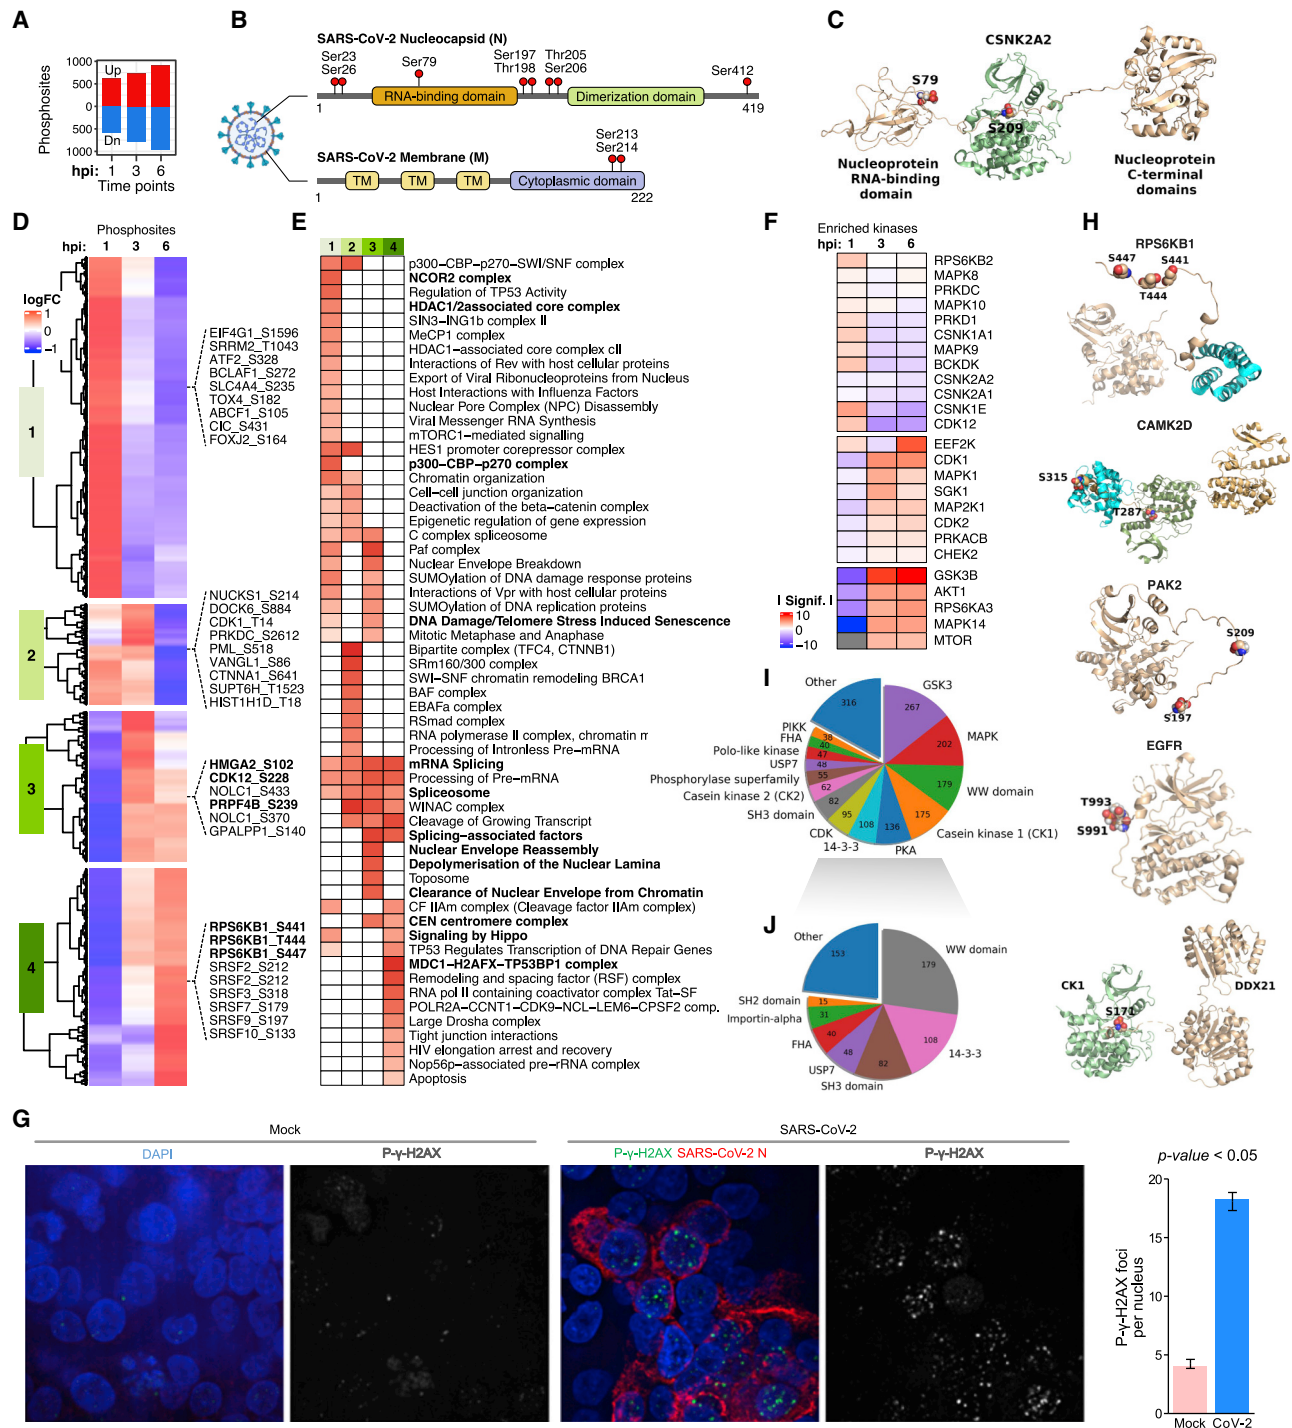 A
Phosphosites
1000
500
0
500
1000
Up
Dn
hpi:
1
3
6
Time points
B
SARS-CoV-2 Nucleocapsid (N)
Ser23
Ser26
Ser79
Ser197
Thr198
Thr205
Ser206
Ser412
RNA-binding domain
Dimerization domain
1
419
SARS-CoV-2 Membrane (M)
Ser213
Ser214
TM
TM
TM
Cytoplasmic domain
1
222
C
CSNK2A2
S79
S209
Nucleoprotein
RNA-binding
domain
Nucleoprotein
C-terminal
domains
D
Phosphosites
hpi:
1
3
6
logFC
1
0
−1
1
2
3
4
EIF4G1_S1596
SRRM2_T1043
ATF2_S328
BCLAF1_S272
SLC4A4_S235
TOX4_S182
ABCF1_S105
CIC_S431
FOXJ2_S164
NUCKS1_S214
DOCK6_S884
CDK1_T14
PRKDC_S2612
PML_S518
VANGL1_S86
CTNNA1_S641
SUPT6H_T1523
HIST1H1D_T18
HMGA2_S102
CDK12_S228
NOLC1_S433
PRPF4B_S239
NOLC1_S370
GPALPP1_S140
RPS6KB1_S441
RPS6KB1_T444
RPS6KB1_S447
SRSF2_S212
SRSF2_S212
SRSF3_S318
SRSF7_S179
SRSF9_S197
SRSF10_S133
E
1
2
3
4
p300−CBP−p270−SWI/SNF complex
NCOR2 complex
Regulation of TP53 Activity
HDAC1/2associated core complex
SIN3−ING1b complex II
MeCP1 complex
HDAC1−associated core complex cII
Interactions of Rev with host cellular proteins
Export of Viral Ribonucleoproteins from Nucleus
Host Interactions with Influenza Factors
Nuclear Pore Complex (NPC) Disassembly
Viral Messenger RNA Synthesis
mTORC1−mediated signalling
HES1 promoter corepressor complex
p300−CBP−p270 complex
Chromatin organization
Cell−cell junction organization
Deactivation of the beta−catenin complex
Epigenetic regulation of gene expression
C complex spliceosome
Paf complex
Nuclear Envelope Breakdown
SUMOylation of DNA damage response proteins
Interactions of Vpr with host cellular proteins
SUMOylation of DNA replication proteins
DNA Damage/Telomere Stress Induced Senescence
Mitotic Metaphase and Anaphase
Bipartite complex (TFC4, CTNNB1)
SRm160/300 complex
SWI−SNF chromatin remodeling BRCA1
BAF complex
EBAFa complex
RSmad complex
RNA polymerase II complex, chromatin m
Processing of Intronless Pre−mRNA
mRNA Splicing
Processing of Pre−mRNA
Spliceosome
WINAC complex
Cleavage of Growing Transcript
Splicing−associated factors
Nuclear Envelope Reassembly
Depolymerisation of the Nuclear Lamina
Toposome
Clearance of Nuclear Envelope from Chromatin
CF IIAm complex (Cleavage factor IIAm complex)
CEN centromere complex
Signaling by Hippo
TP53 Regulates Transcription of DNA Repair Genes
MDC1−H2AFX−TP53BP1 complex
Remodeling and spacing factor (RSF) complex
RNA pol II containing coactivator complex Tat−SF
POLR2A−CCNT1−CDK9−NCL−LEM6−CPSF2 comp.
Large Drosha complex
Tight junction interactions
HIV elongation arrest and recovery
Nop56p−associated pre−rRNA complex
Apoptosis
F
Enriched kinases
hpi:
1
3
6
RPS6KB2
MAPK8
PRKDC
MAPK10
PRKD1
CSNK1A1
MAPK9
BCKDK
CSNK2A2
CSNK2A1
CSNK1E
CDK12
EEF2K
CDK1
MAPK1
SGK1
MAP2K1
CDK2
PRKACB
CHEK2
GSK3B
AKT1
RPS6KA3
MAPK14
MTOR
| Signif. |
10
0
−10
H
RPS6KB1
S447
S441
T444
CAMK2D
S315
T287
PAK2
S209
S197
EGFR
T993
S991
CK1
S171
DDX21
I
Other
316
GSK3
267
MAPK
202
WW domain
179
Casein kinase 1 (CK1)
175
PKA
136
14-3-3
108
CDK
95
SH3 domain
82
Casein kinase 2 (CK2)
62
Phosphorylase superfamily
55
USP7
48
Polo-like kinase
47
FHA
40
PIKK
38
J
Other
153
WW domain
179
14-3-3
108
SH3 domain
82
USP7
48
FHA
40
Importin-alpha
31
SH2 domain
15
G
Mock
SARS-CoV-2
DAPI
P-γ-H2AX
P-γ-H2AX SARS-CoV-2 N
P-γ-H2AX
p-value < 0.05
P-γ-H2AX foci
per nucleus
20
15
10
5
0
Mock
CoV-2